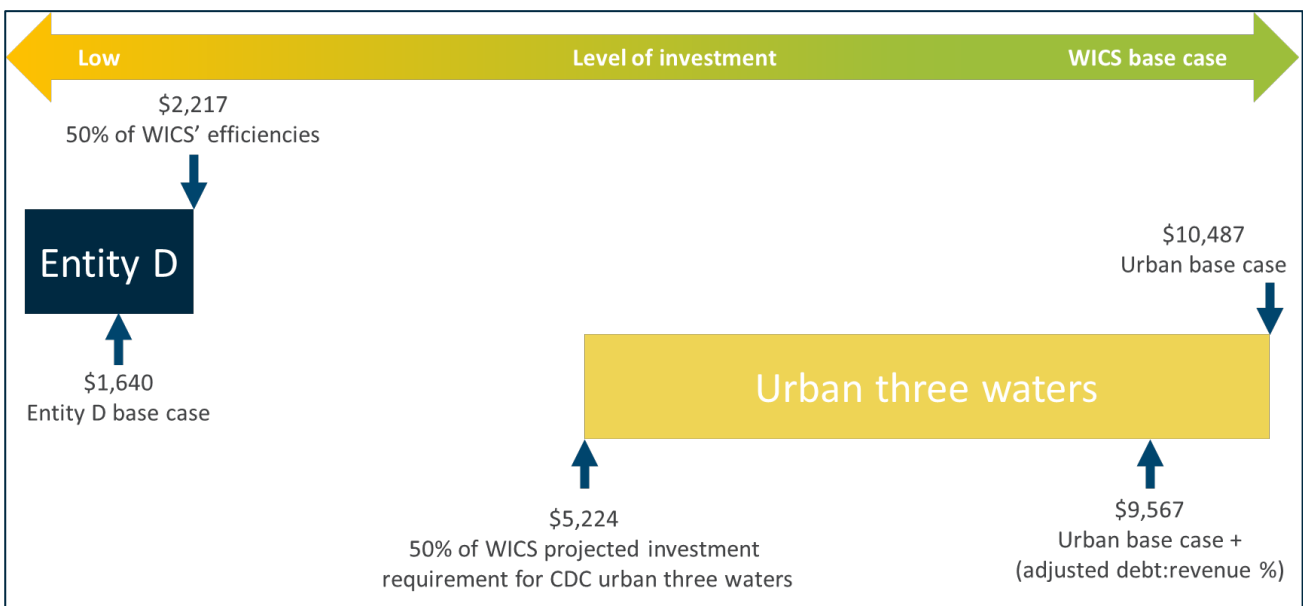 Low Level of investment WICS base case
$2,217
50% of WICS’ efficiencies
Entity D
$1,640
Entity D base case
$10,487
Urban base case
Urban three waters
$5,224
50% of WICS projected investment
requirement for CDC urban three waters
$9,567
Urban base case +
(adjusted debt:revenue %)